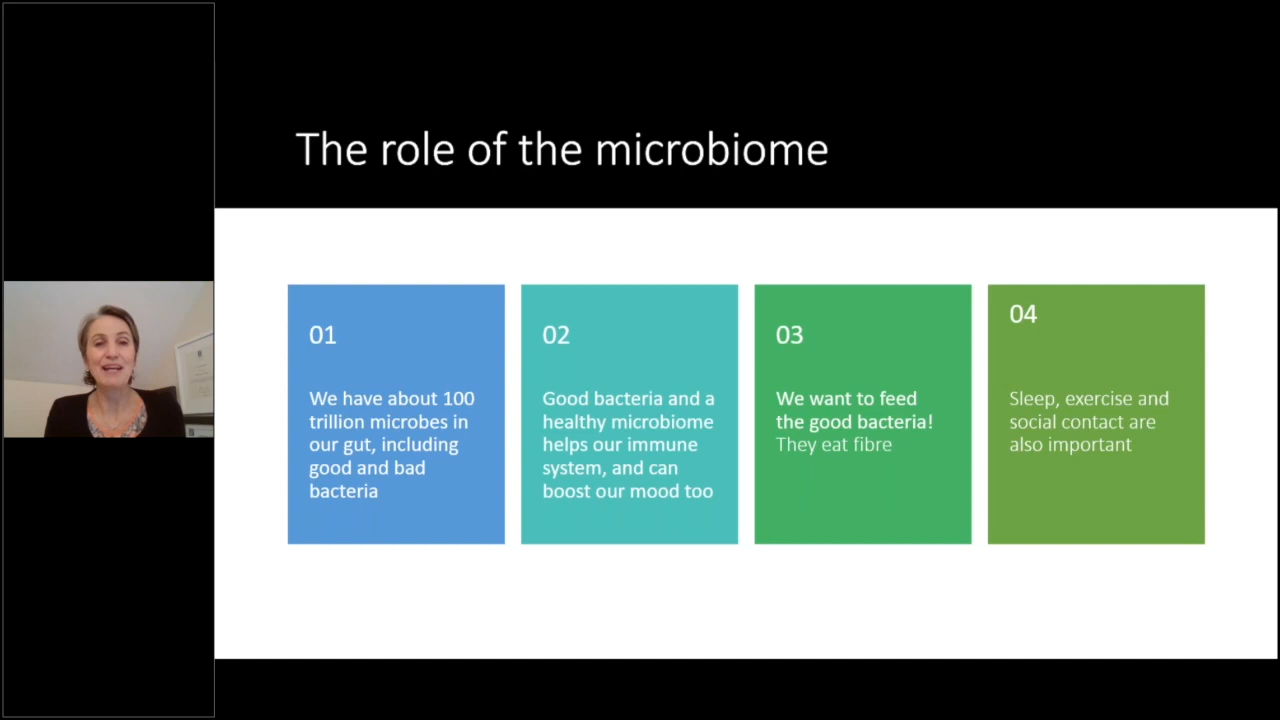 The role of the microbiome
01
We have about 100
trillion microbes in
our gut, including
good and bad
bacteria
02
Good bacteria and a
healthy microbiome
helps our immune
system, and can
boost our mood too
03
We want to feed
the good bacteria!
They eat fibre
04
Sleep, exercise and
social contact are
also important